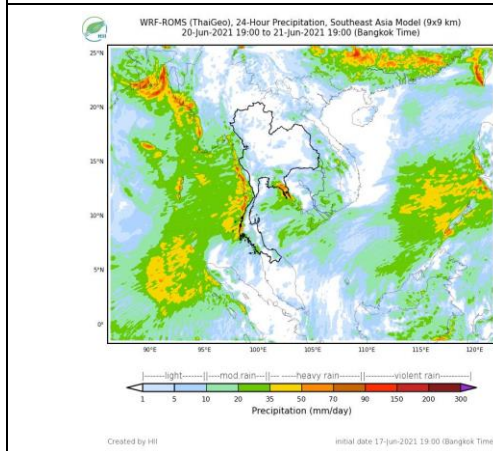 HII
WRF-ROMS (ThaiGeo), 24-Hour Precipitation, Southeast Asia Model (9x9 km)
20-Jun-2021 19:00 to 21-Jun-2021 19:00 (Bangkok Time)
25°N
20°N
15°N
10°N
5°N
0°
90°E 95°E 100°E 105°E 110°E 115°E 120°E
|-------light-------||----mod rain---||--- ----heavy rain-------||---------violent rain--------|
1 5 10 20 35 50 70 90 150 200 300
Precipitation (mm/day)
Created by HII initial date 17-Jun-2021 19:00 (Bangkok Time)